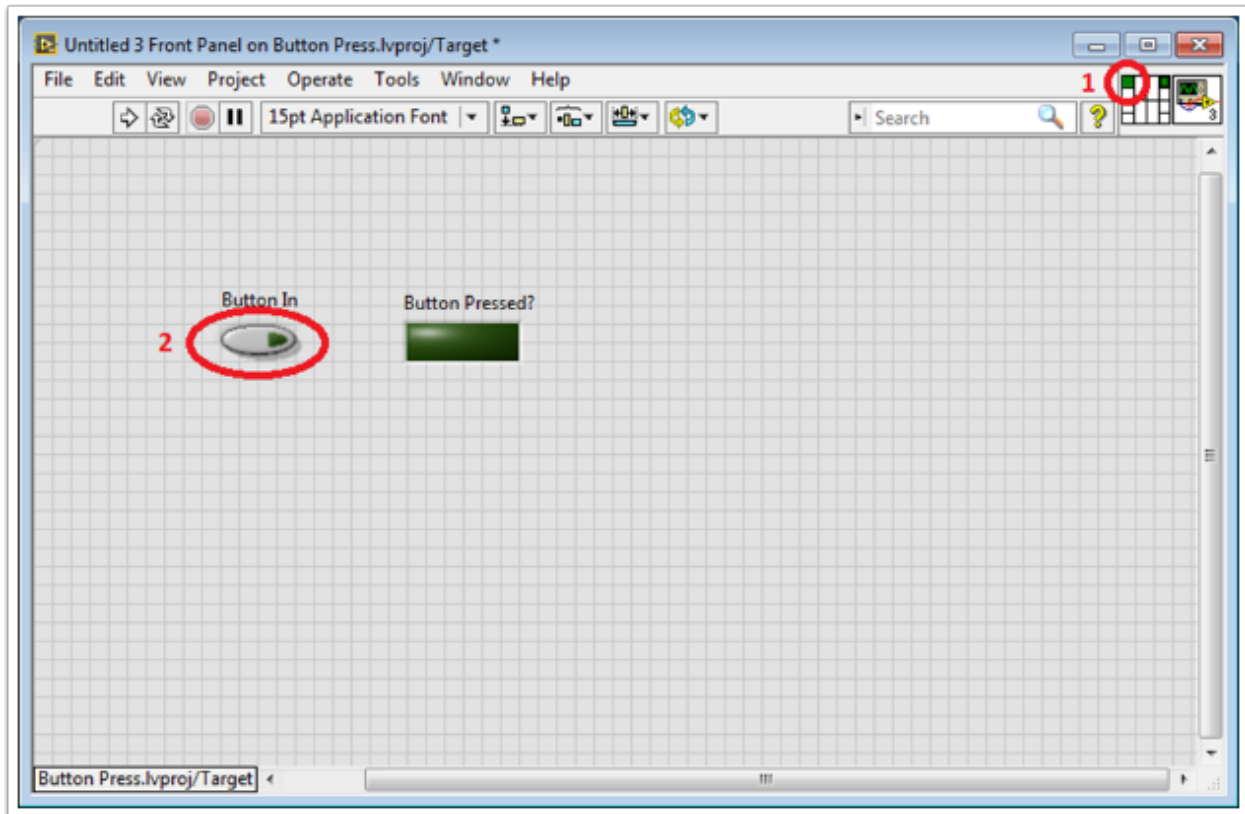 Untitled 3 Front Panel on Button Press.lvproj/Target *
File Edit View Project Operate Tools Window Help
1
15pt Application Font
Search
?
3
Button In
Button Pressed?
2
Button Press.lvproj/Target